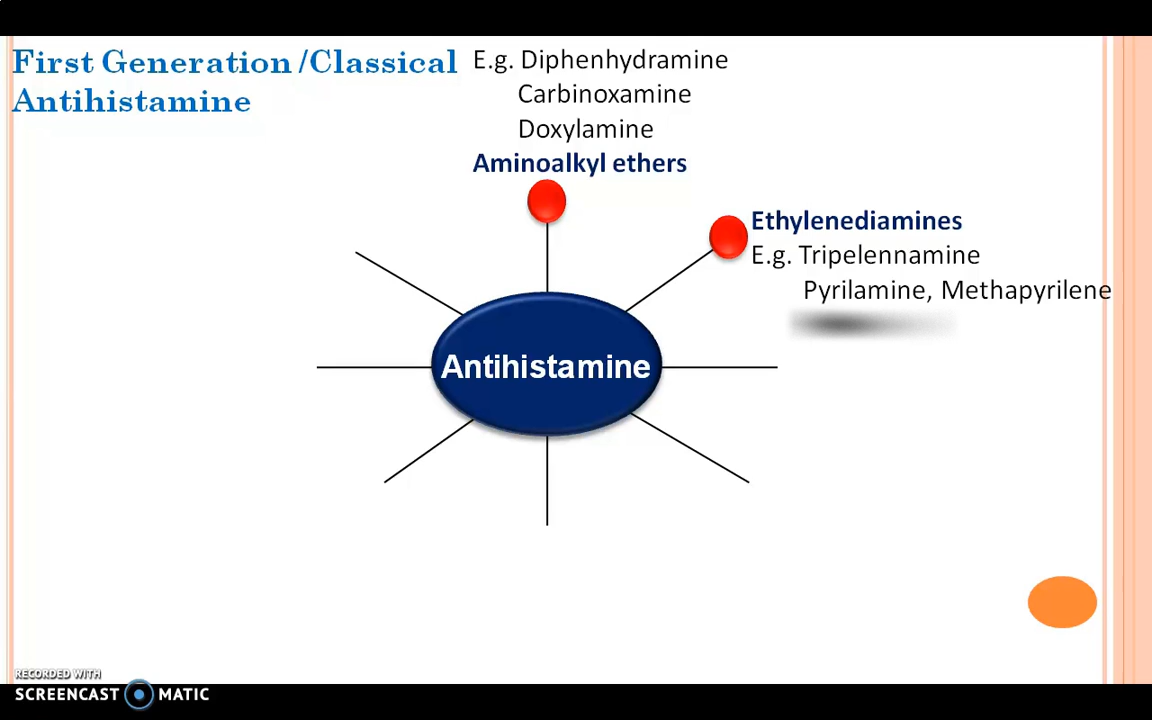 First Generation /Classical
Antihistamine
E.g. Diphenhydramine
Carbinoxamine
Doxylamine
Aminoalkyl ethers
Ethylenediamines
E.g. Tripelennamine
Pyrilamine, Methapyrilene
Antihistamine
RECORDED WITH
SCREENCAST MATIC